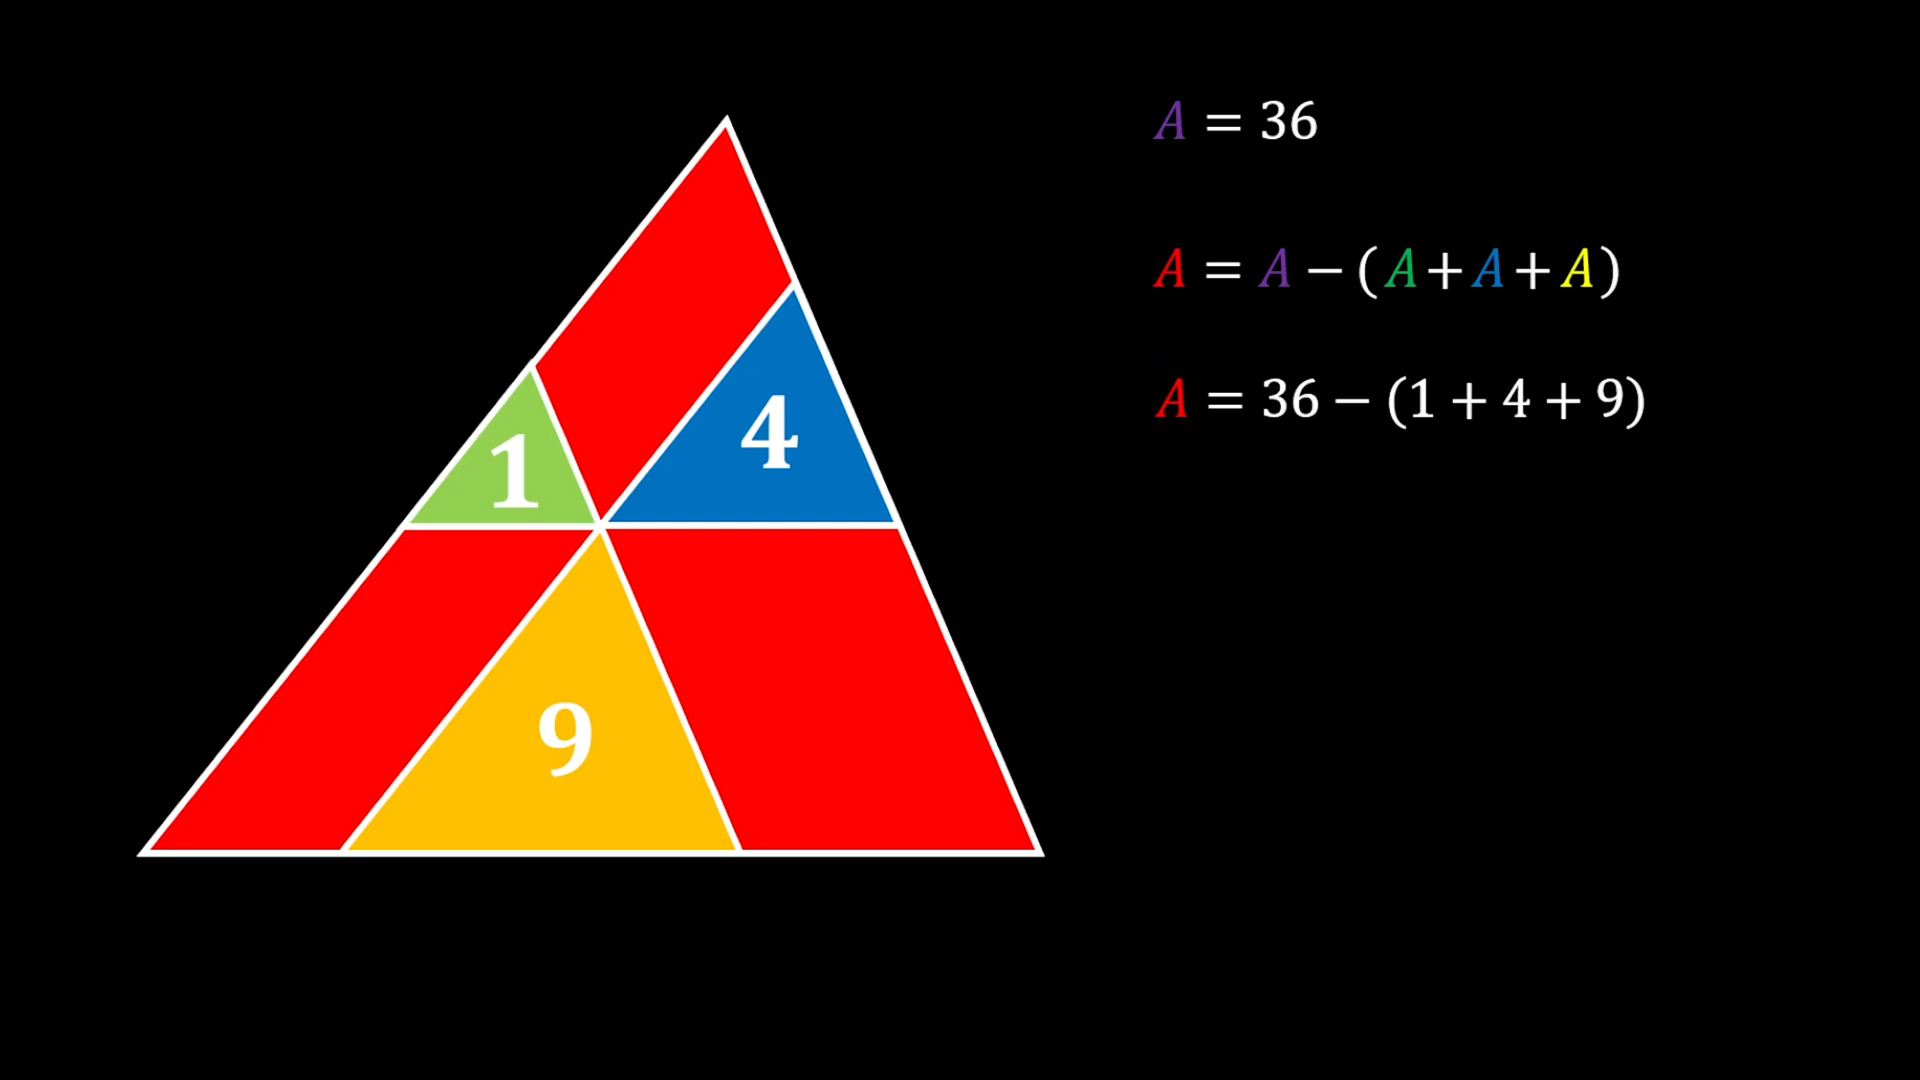 A = 36
A = A − (A + A + A)
A = 36 − (1 + 4 + 9)
1
4
9